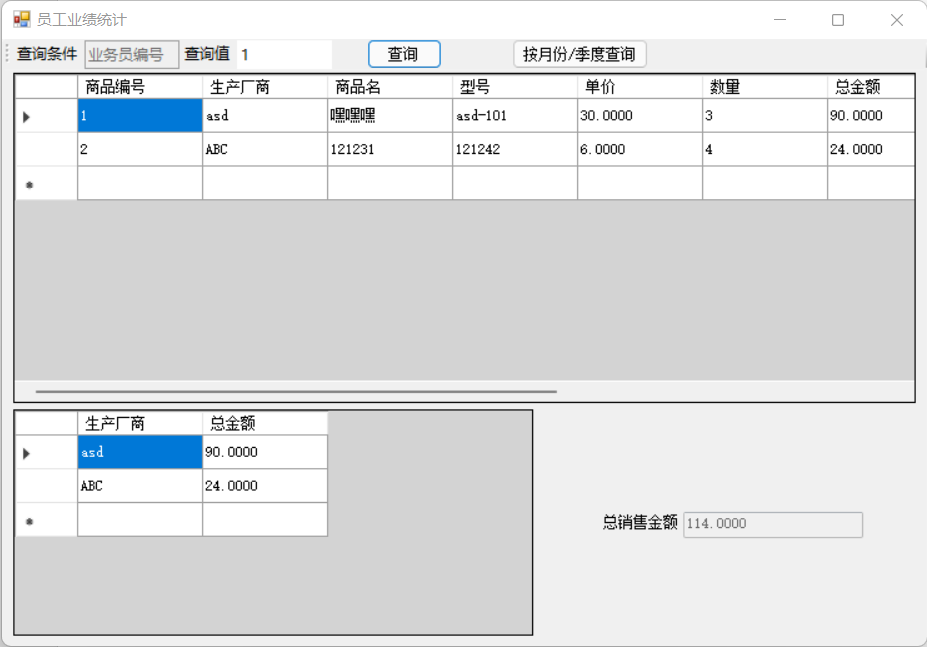 员工业绩统计
查询条件 业务员编号 查询值 1 查询 按月份/季度查询
商品编号 生产厂商 商品名 型号 单价 数量 总金额
1 asd 嘿嘿嘿 asd-101 30.0000 3 90.0000
2 ABC 121231 121242 6.0000 4 24.0000
生产厂商 总金额
asd 90.0000
ABC 24.0000
总销售金额 114.0000